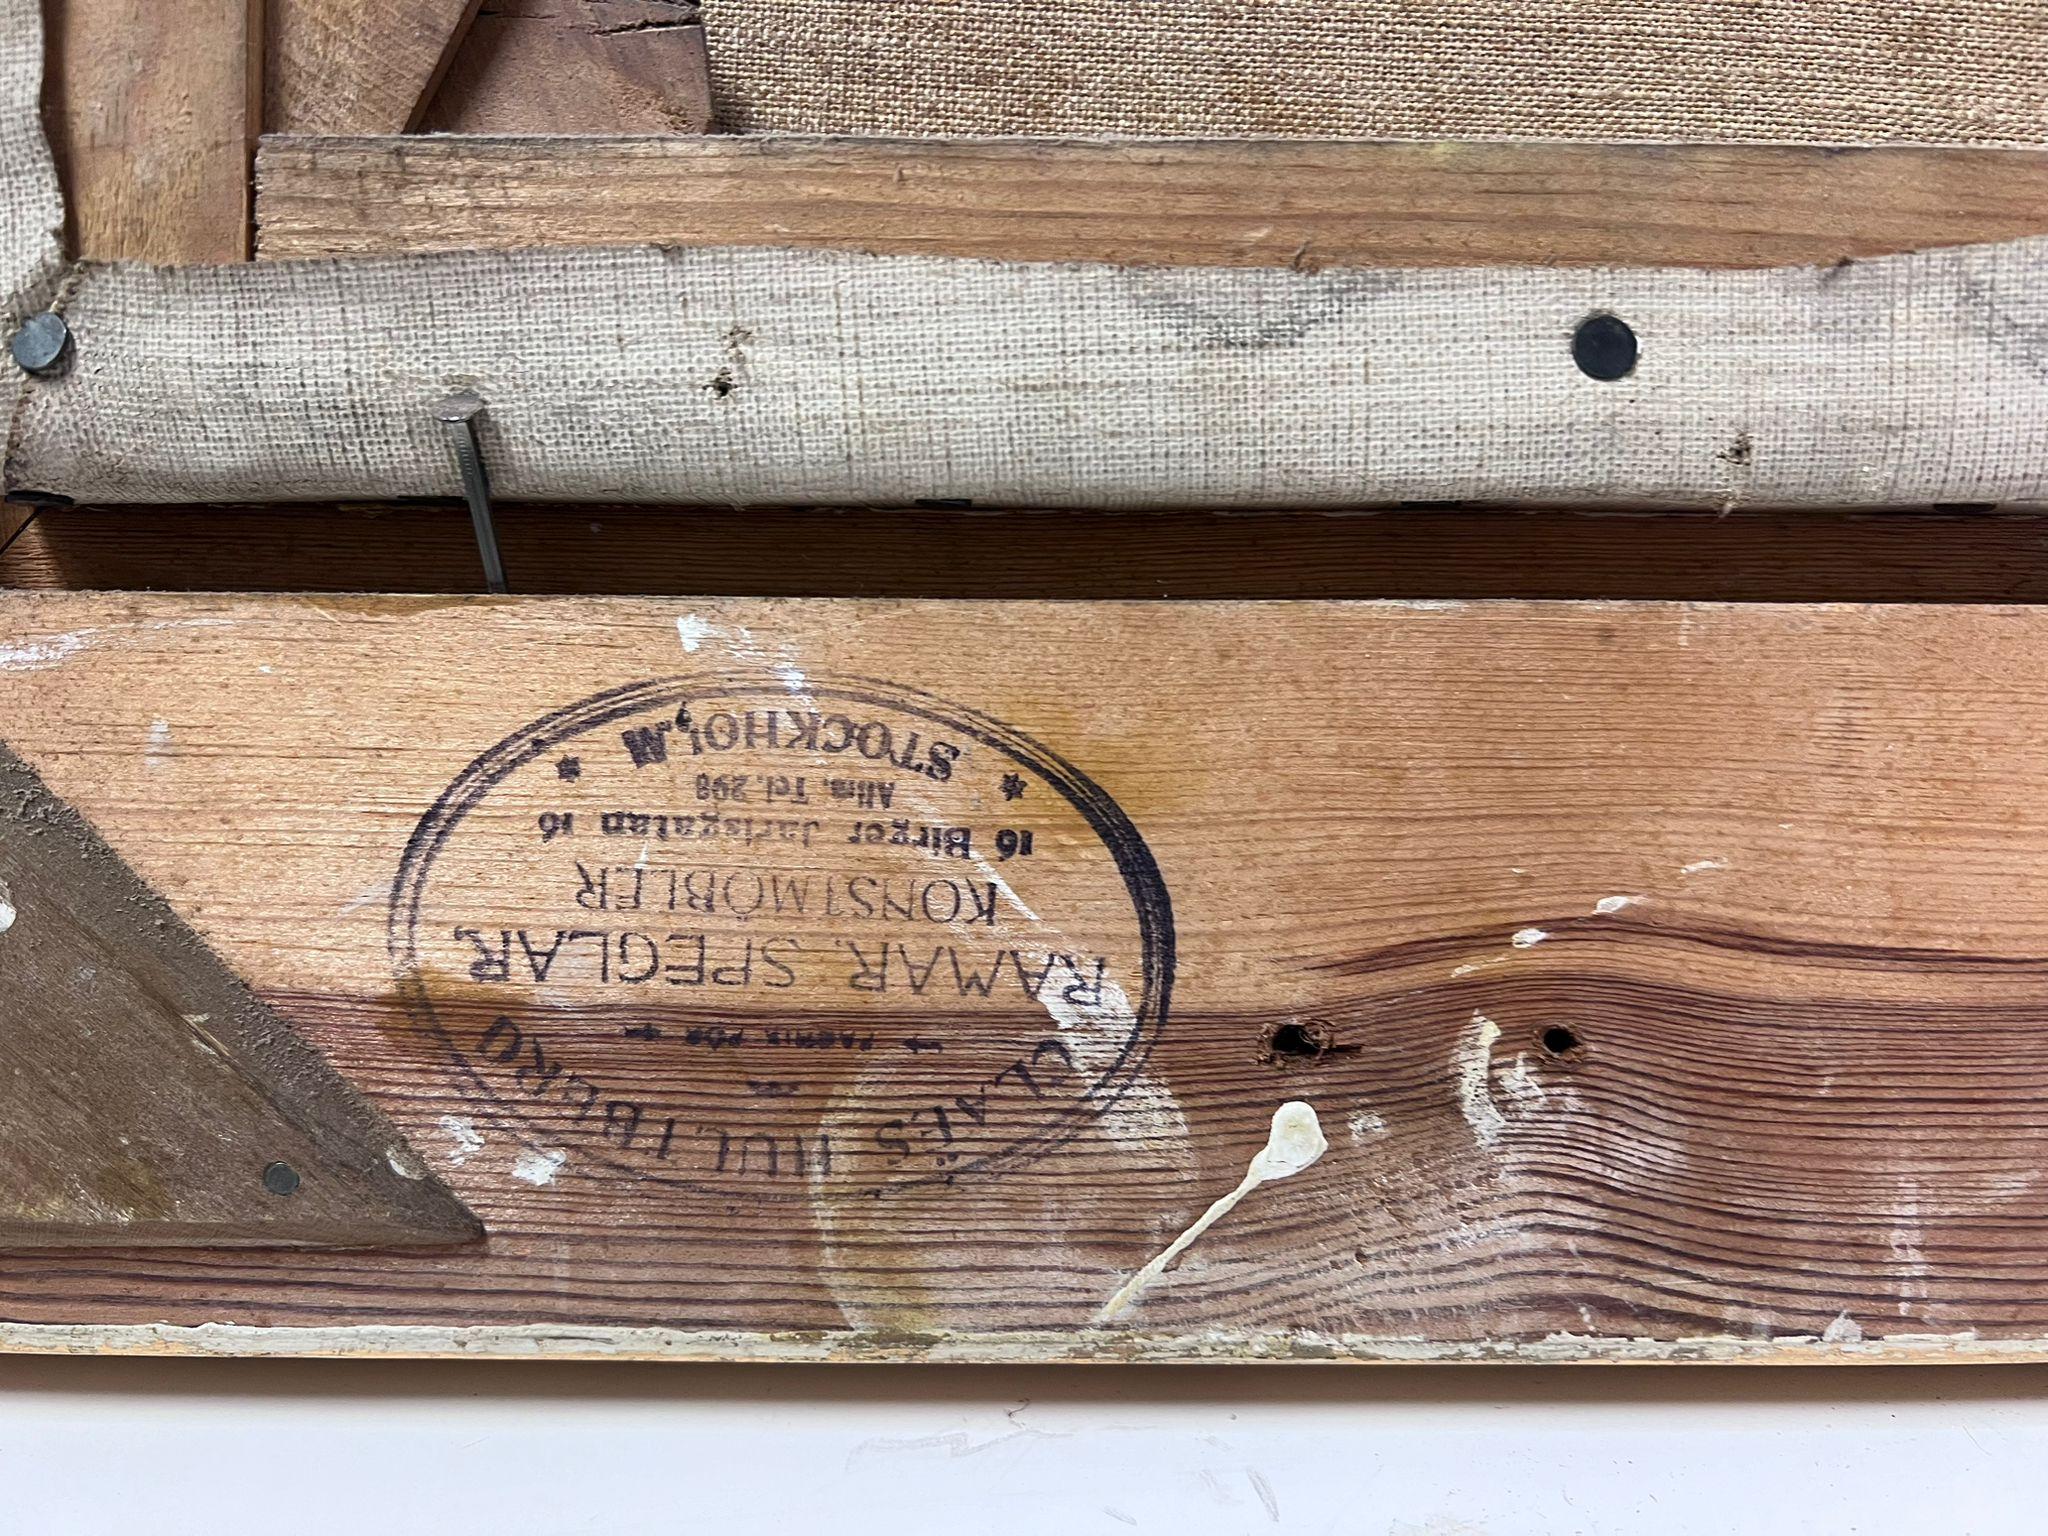 CLAËS HULTBERG
FABRIK FÖR
RAMAR, SPEGLAR,
KONSTMÖBLER
16 Birger Jarlsgatan 16
Allm. Tel. 298
* STOCKHOLM *